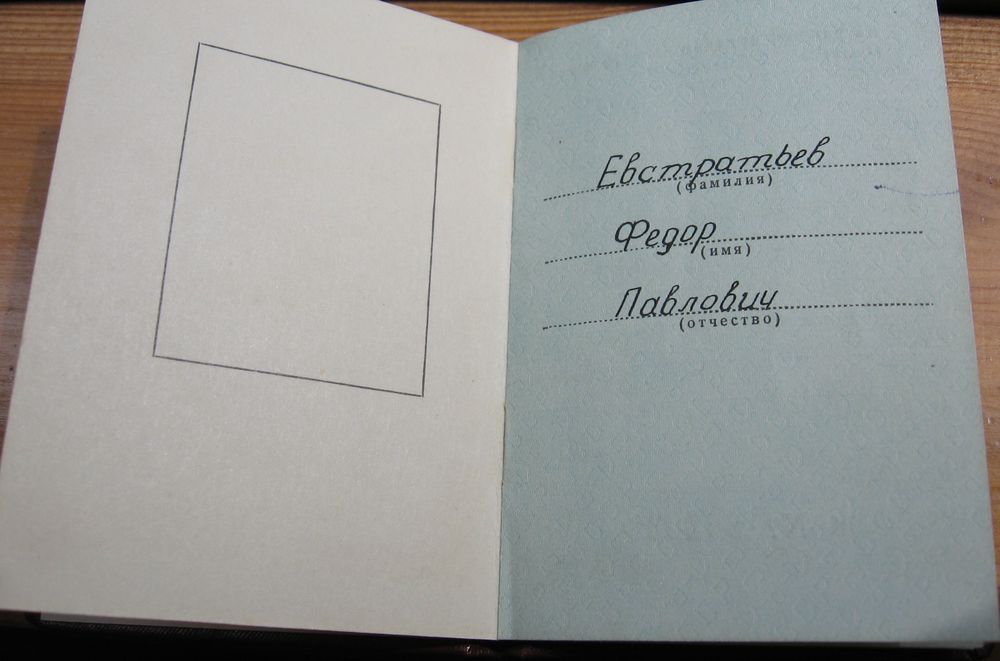 Евстратьев
(фамилия)
Федор
(имя)
Павлович
(отчество)